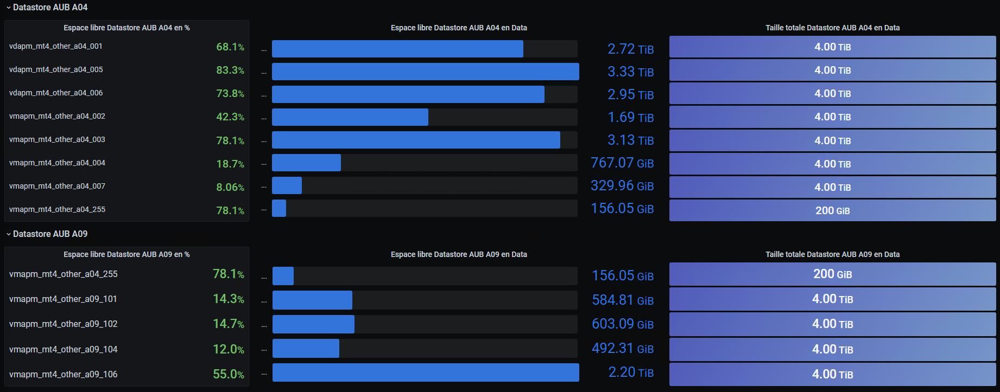 Datastore AUB A04
Espace libre Datastore AUB A04 en %
Espace libre Datastore AUB A04 en Data
Taille totale Datastore AUB A04 en Data
vdapm_mt4_other_a04_001 68.1% ... 2.72 TiB 4.00 TiB
vdapm_mt4_other_a04_005 83.3% ... 3.33 TiB 4.00 TiB
vdapm_mt4_other_a04_006 73.8% ... 2.95 TiB 4.00 TiB
vmapm_mt4_other_a04_002 42.3% ... 1.69 TiB 4.00 TiB
vmapm_mt4_other_a04_003 78.1% ... 3.13 TiB 4.00 TiB
vmapm_mt4_other_a04_004 18.7% ... 767.07 GiB 4.00 TiB
vmapm_mt4_other_a04_007 8.06% ... 329.96 GiB 4.00 TiB
vmapm_mt4_other_a04_255 78.1% ... 156.05 GiB 200 GiB
Datastore AUB A09
Espace libre Datastore AUB A09 en %
Espace libre Datastore AUB A09 en Data
Taille totale Datastore AUB A09 en Data
vmapm_mt4_other_a04_255 78.1% ... 156.05 GiB 200 GiB
vmapm_mt4_other_a09_101 14.3% ... 584.81 GiB 4.00 TiB
vmapm_mt4_other_a09_102 14.7% ... 603.09 GiB 4.00 TiB
vmapm_mt4_other_a09_104 12.0% ... 492.31 GiB 4.00 TiB
vmapm_mt4_other_a09_106 55.0% ... 2.20 TiB 4.00 TiB